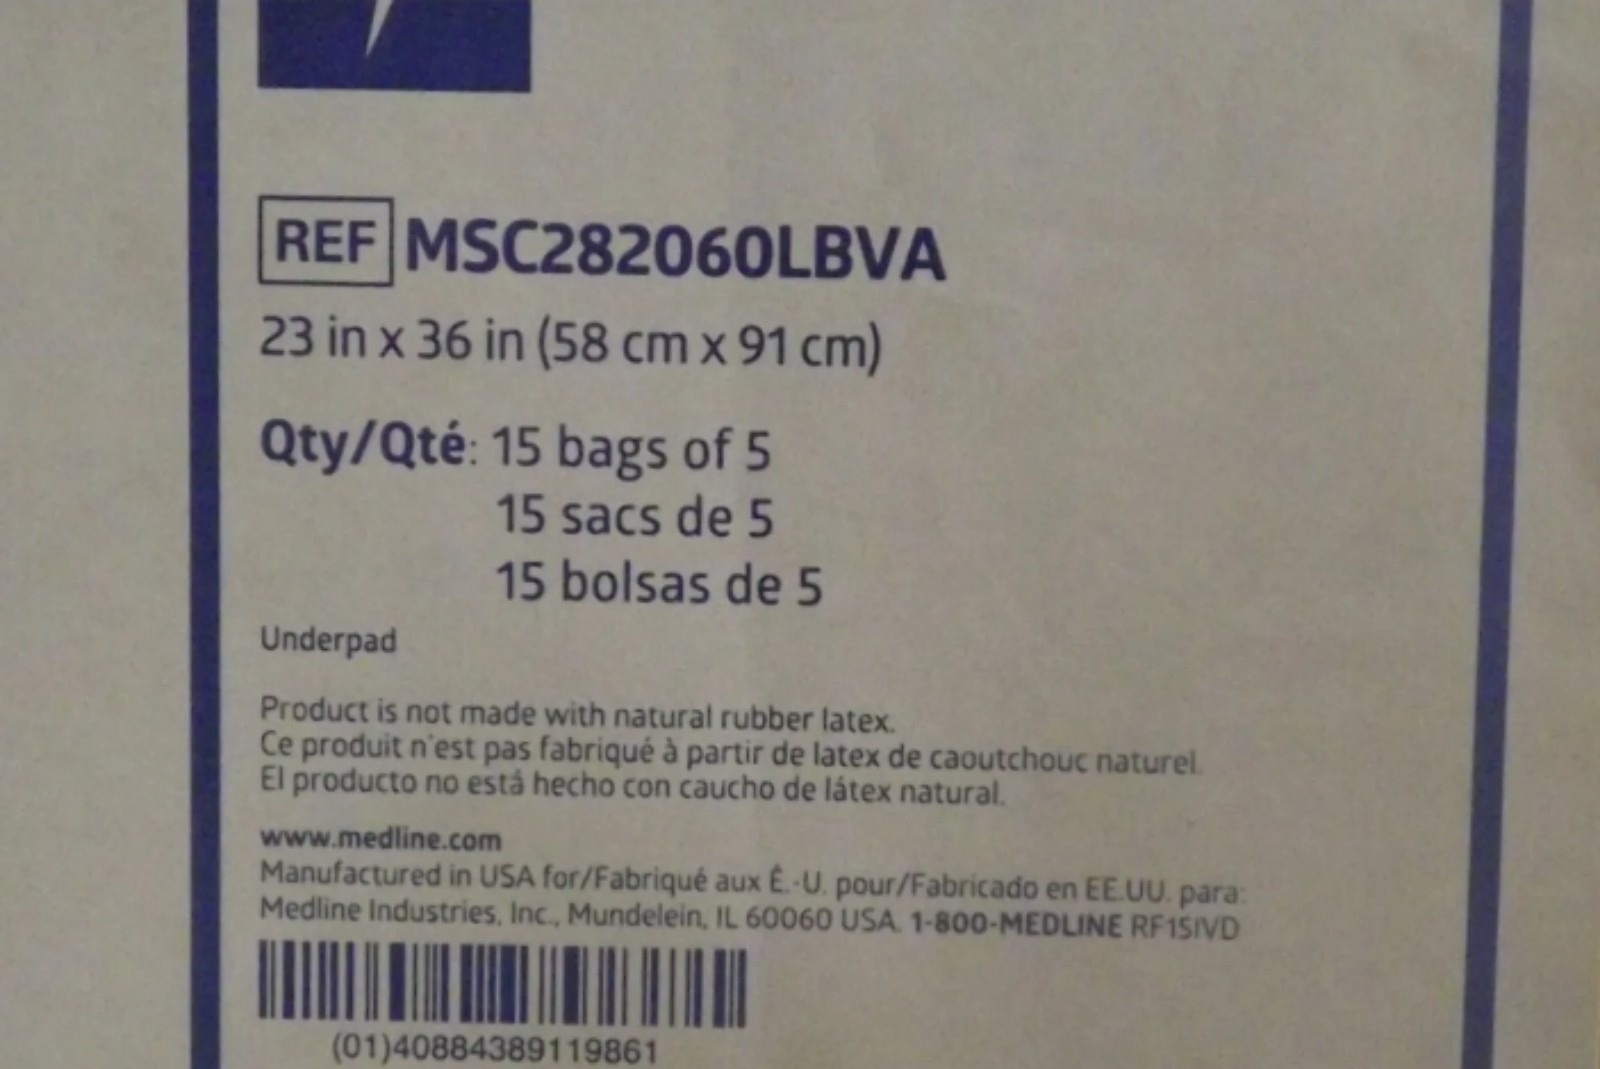 REF MSC282060LBVA
23 in x 36 in (58 cm x 91 cm)
Qty/Qté: 15 bags of 5
15 sacs de 5
15 bolsas de 5
Underpad
Product is not made with natural rubber latex.
Ce produit n'est pas fabriqué à partir de latex de caoutchouc naturel.
El producto no está hecho con caucho de látex natural.
www.medline.com
Manufactured in USA for/Fabriqué aux É.-U. pour/Fabricado en EE.UU. para:
Medline Industries, Inc., Mundelein, IL 60060 USA. 1-800-MEDLINE RF15IVD
(01)40884389119861